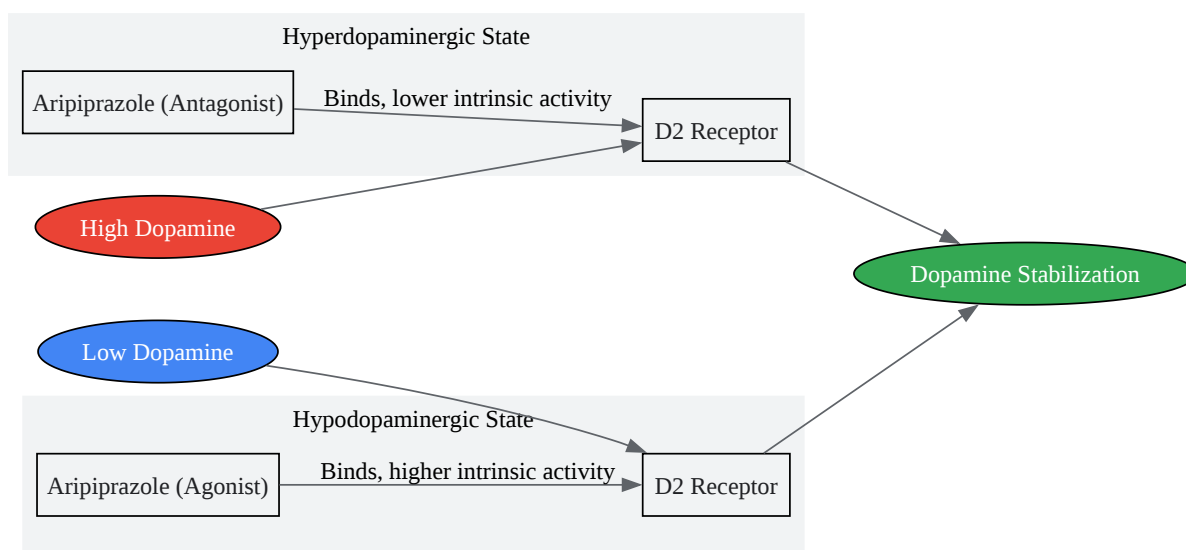 Hyperdopaminergic State
Aripiprazole (Antagonist)
Binds, lower intrinsic activity
D2 Receptor
High Dopamine
Dopamine Stabilization
Low Dopamine
Hypodopaminergic State
Aripiprazole (Agonist)
Binds, higher intrinsic activity
D2 Receptor